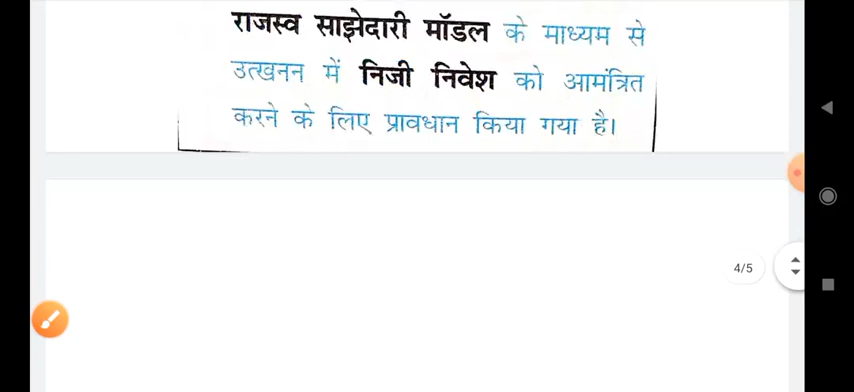 राजस्व साझेदारी मॉडल के माध्यम से
उत्खनन में निजी निवेश को आमंत्रित
करने के लिए प्रावधान किया गया है।
4/5